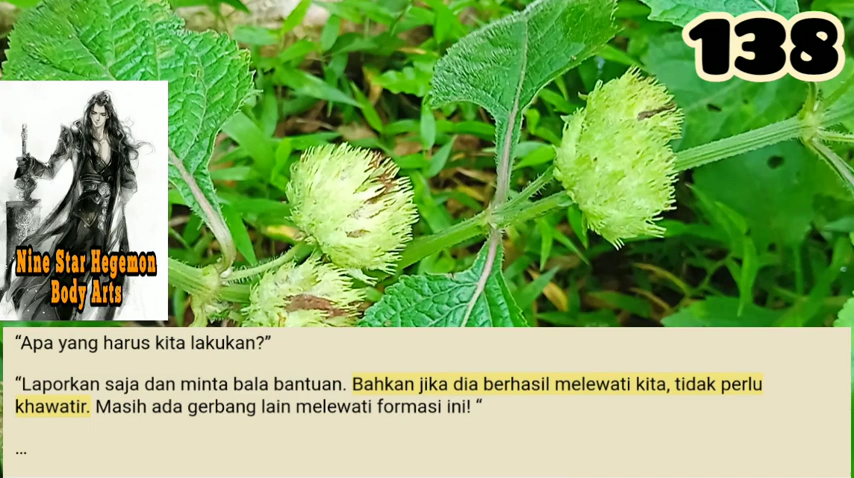 138
Nine Star Hegemon
Body Arts
“Apa yang harus kita lakukan?”
“Laporkan saja dan minta bala bantuan. Bahkan jika dia berhasil melewati kita, tidak perlu
khawatir. Masih ada gerbang lain melewati formasi ini! “
...